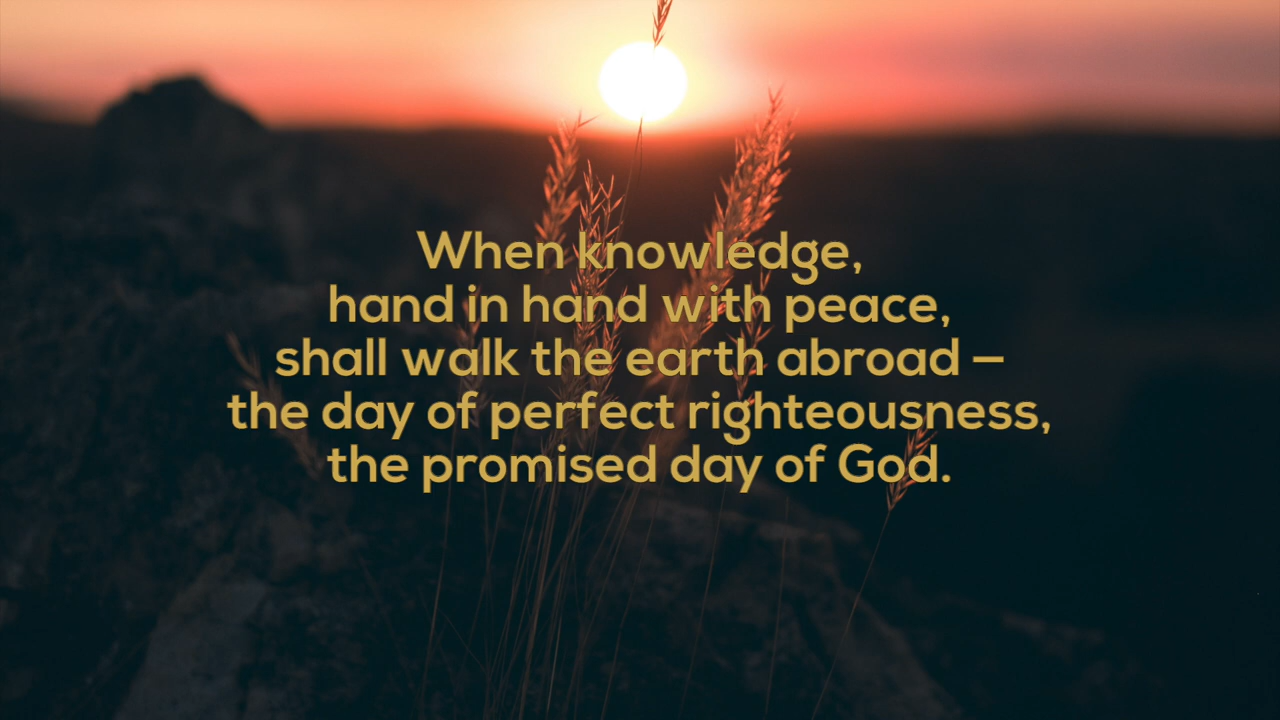 When knowledge,
hand in hand with peace,
shall walk the earth abroad –
the day of perfect righteousness,
the promised day of God.